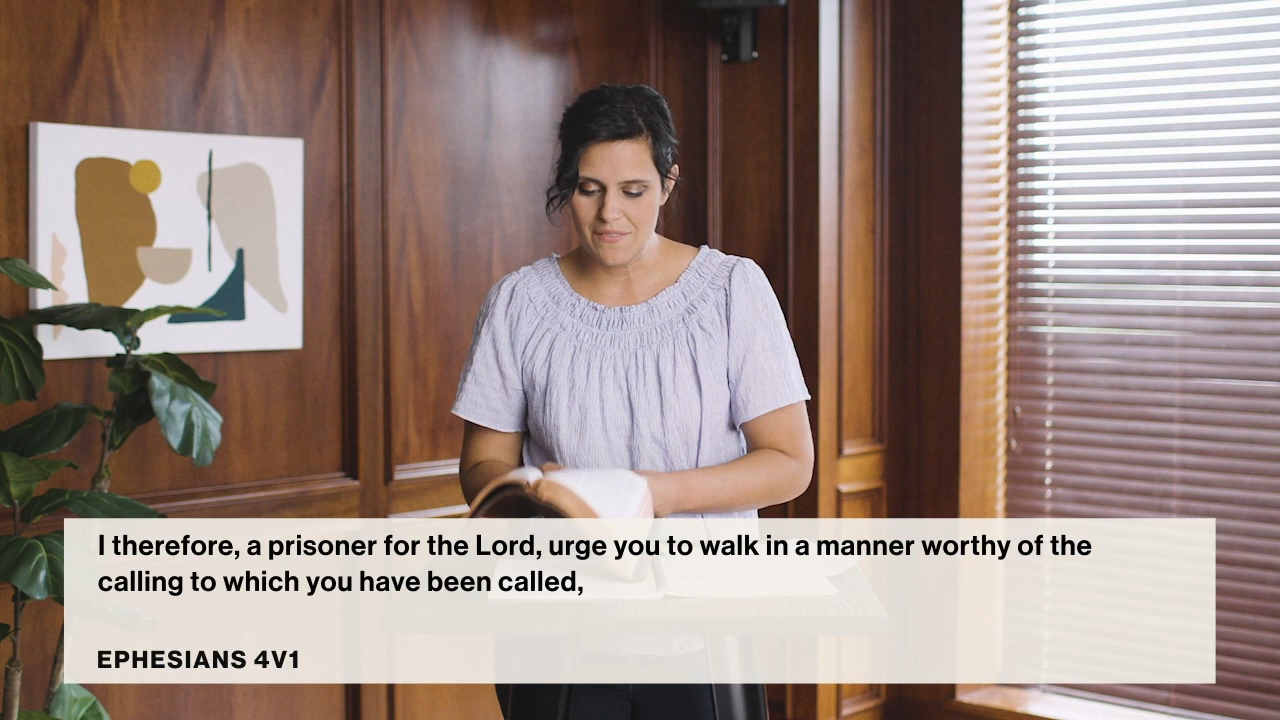 I therefore, a prisoner for the Lord, urge you to walk in a manner worthy of the
calling to which you have been called,
EPHESIANS 4V1